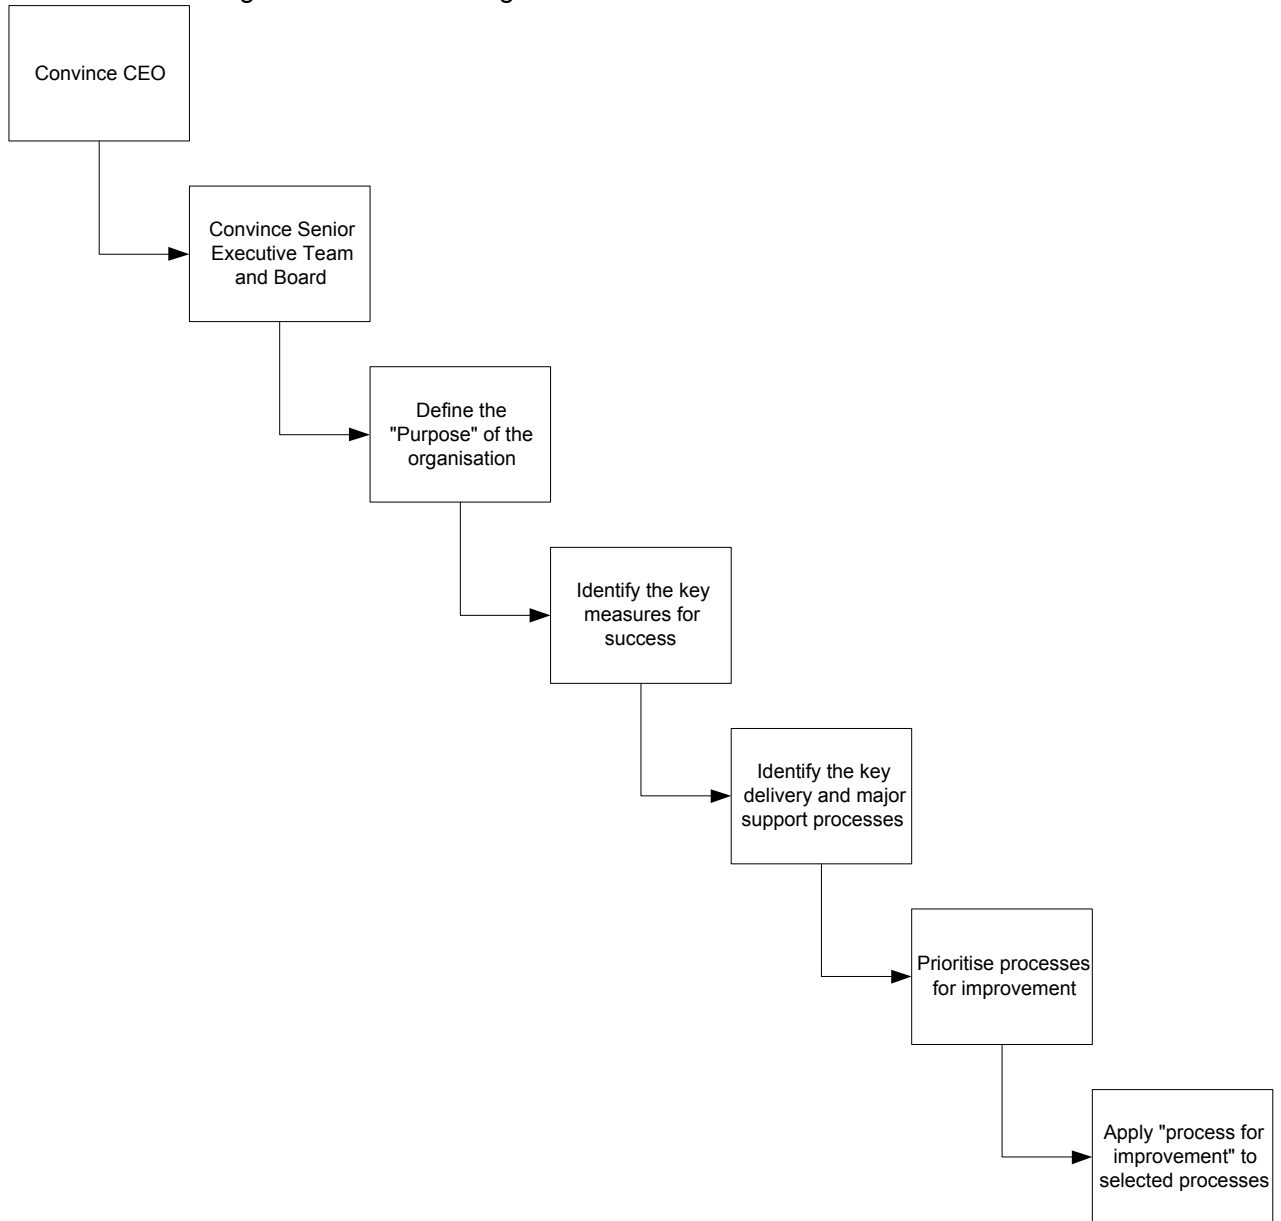 Convince CEO
Convince Senior
Executive Team
and Board
Define the
"Purpose" of the
organisation
Identify the key
measures for
success
Identify the key
delivery and major
support processes
Prioritise processes
for improvement
Apply "process for
improvement" to
selected processes